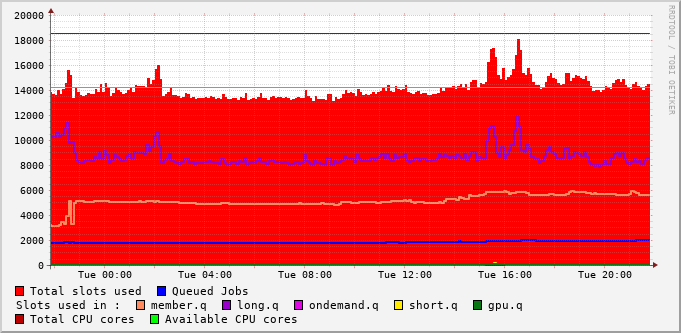 20000
18000
16000
14000
12000
10000
8000
6000
4000
2000
0
Tue 00:00 Tue 04:00 Tue 08:00 Tue 12:00 Tue 16:00 Tue 20:00
RRDTOOL / TOBI OETIKER
Total slots used Queued Jobs
Slots used in : member.q long.q ondemand.q short.q gpu.q
Total CPU cores Available CPU cores